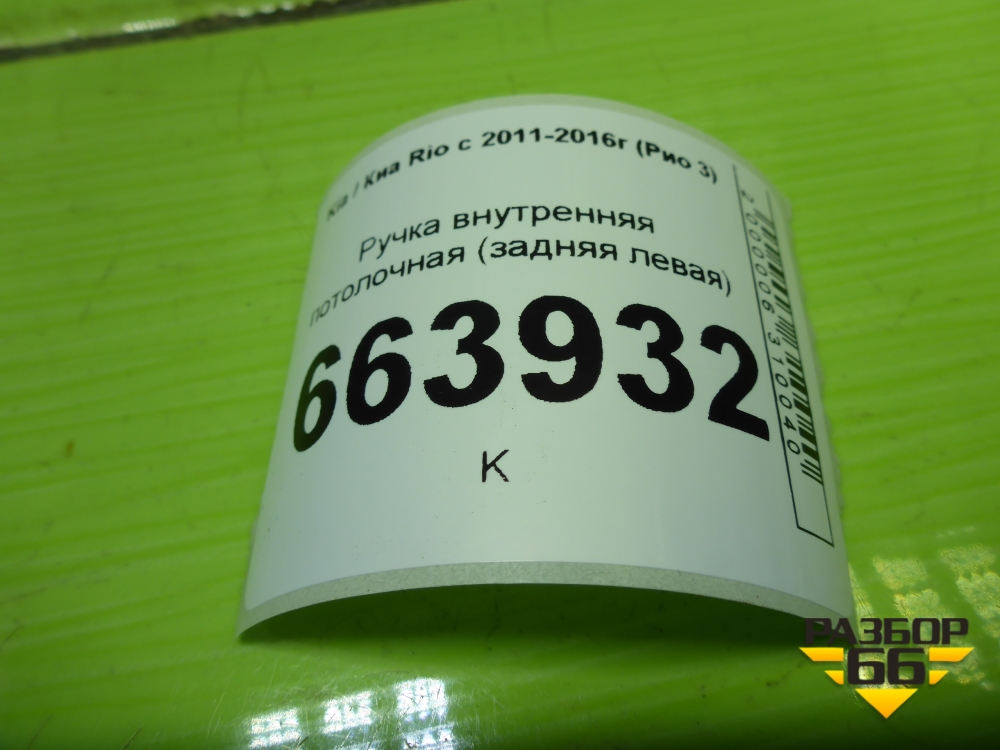 Kia / Киа Rio с 2011-2016г (Рио 3)
Ручка внутренняя
потолочная (задняя левая)
663932
К
2000006310040
РАЗБОР
66